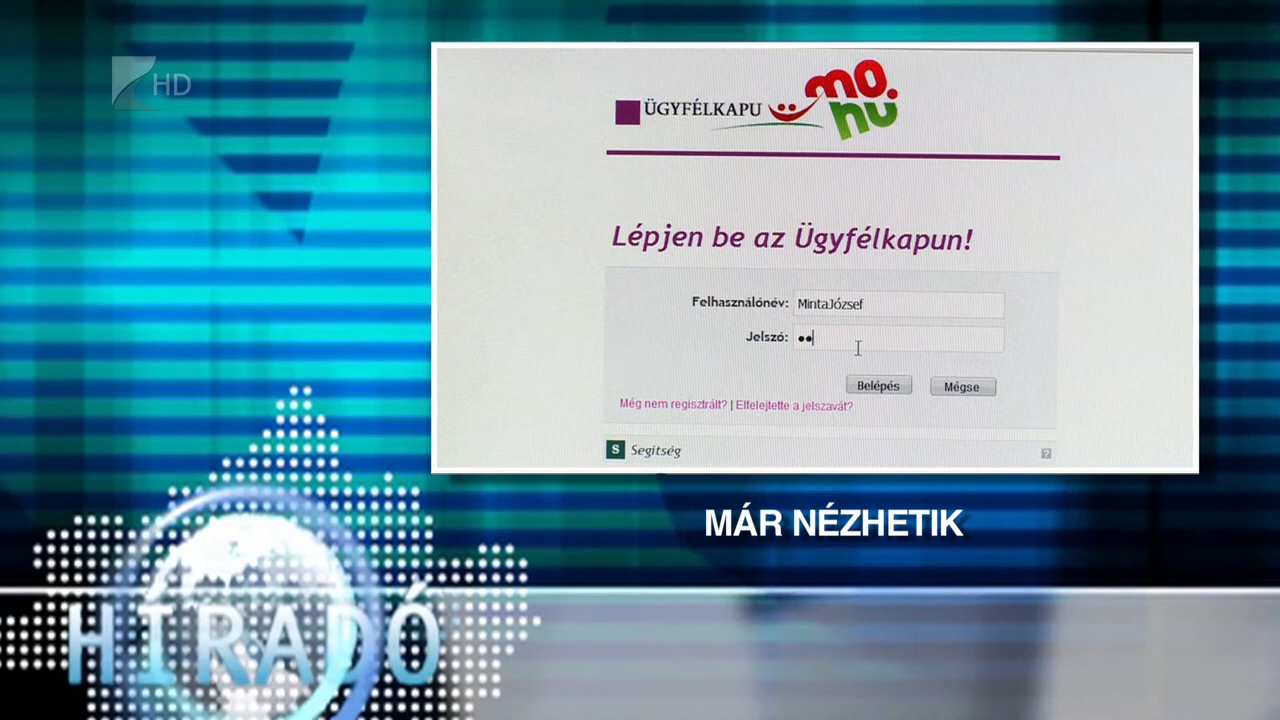 HD
ÜGYFÉLKAPU
mo.
hu
Lépjen be az Ügyfélkapun!
Felhasználónév: MintaJózsef
Jelszó: ●●
Belépés Mégse
Még nem regisztrált? | Elfelejtette a jelszavát?
S Segítség
?
MÁR NÉZHETIK
HÍRADÓ